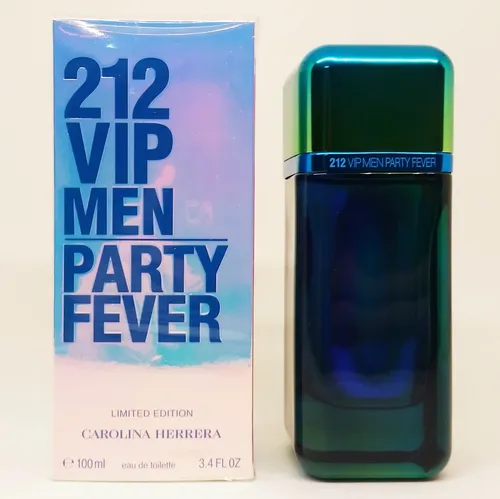 212
VIP
MEN
PARTY
FEVER
LIMITED EDITION
CAROLINA HERRERA
℮ 100 ml eau de toilette 3.4 FL OZ
212 VIP MEN PARTY FEVER